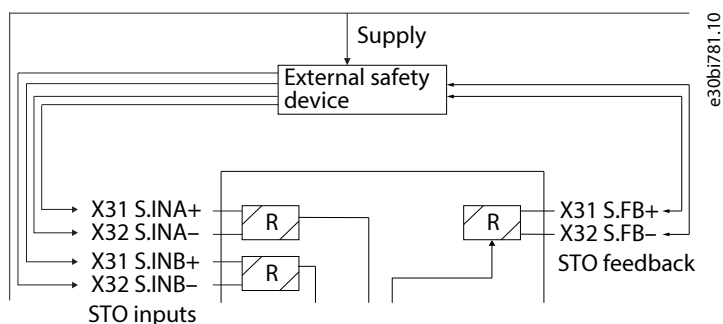 Supply
External safety
device
e30bi781.10
X31 S.INA+
X32 S.INA–
X31 S.INB+
X32 S.INB–
STO inputs
R
R
R
X31 S.FB+
X32 S.FB–
STO feedback